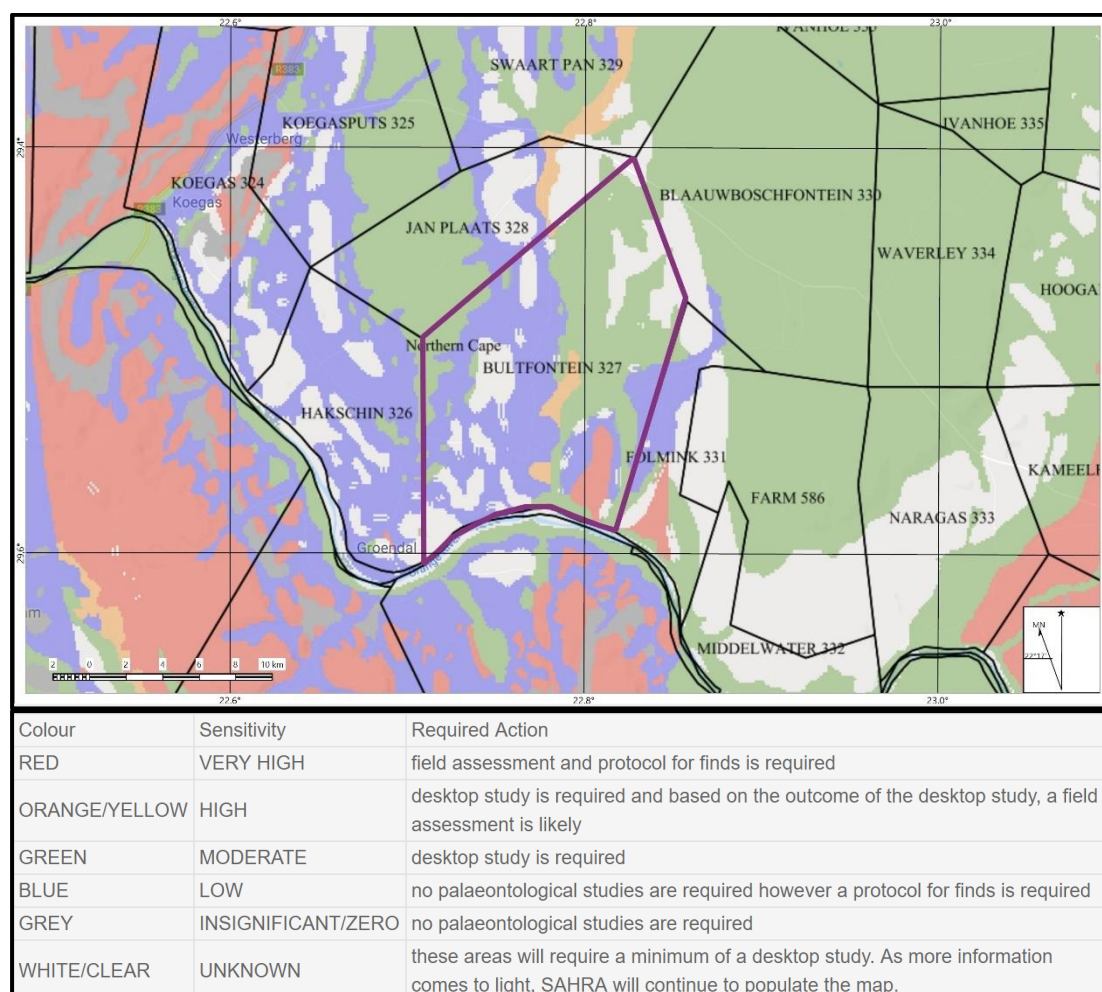 22.6°
22.8°
23.0°
IVANHOE 333
SWAART PAN 329
R383
KOEGASPUTS 325
IVANHOE 335
Westerberg
29.4°
KOEGAS 324
BLAAUWBOSCHFONTEIN 330
R383
Koegas
JAN PLAATS 328
WAVERLEY 334
HOOGA
Northern Cape
BULTFONTEIN 327
HAKSCHIN 326
FOLMINK 331
KAMEELH
FARM 586
NARAGAS 333
Groendal
29.6°
MN
22°17'
MIDDELWATER 332
2 0 2 4 6 8 10 km
22.6°
22.8°
23.0°
Colour Sensitivity Required Action
RED VERY HIGH field assessment and protocol for finds is required
ORANGE/YELLOW HIGH desktop study is required and based on the outcome of the desktop study, a field
assessment is likely
GREEN MODERATE desktop study is required
BLUE LOW no palaeontological studies are required however a protocol for finds is required
GREY INSIGNIFICANT/ZERO no palaeontological studies are required
WHITE/CLEAR UNKNOWN these areas will require a minimum of a desktop study. As more information
comes to light, SAHRA will continue to populate the map.